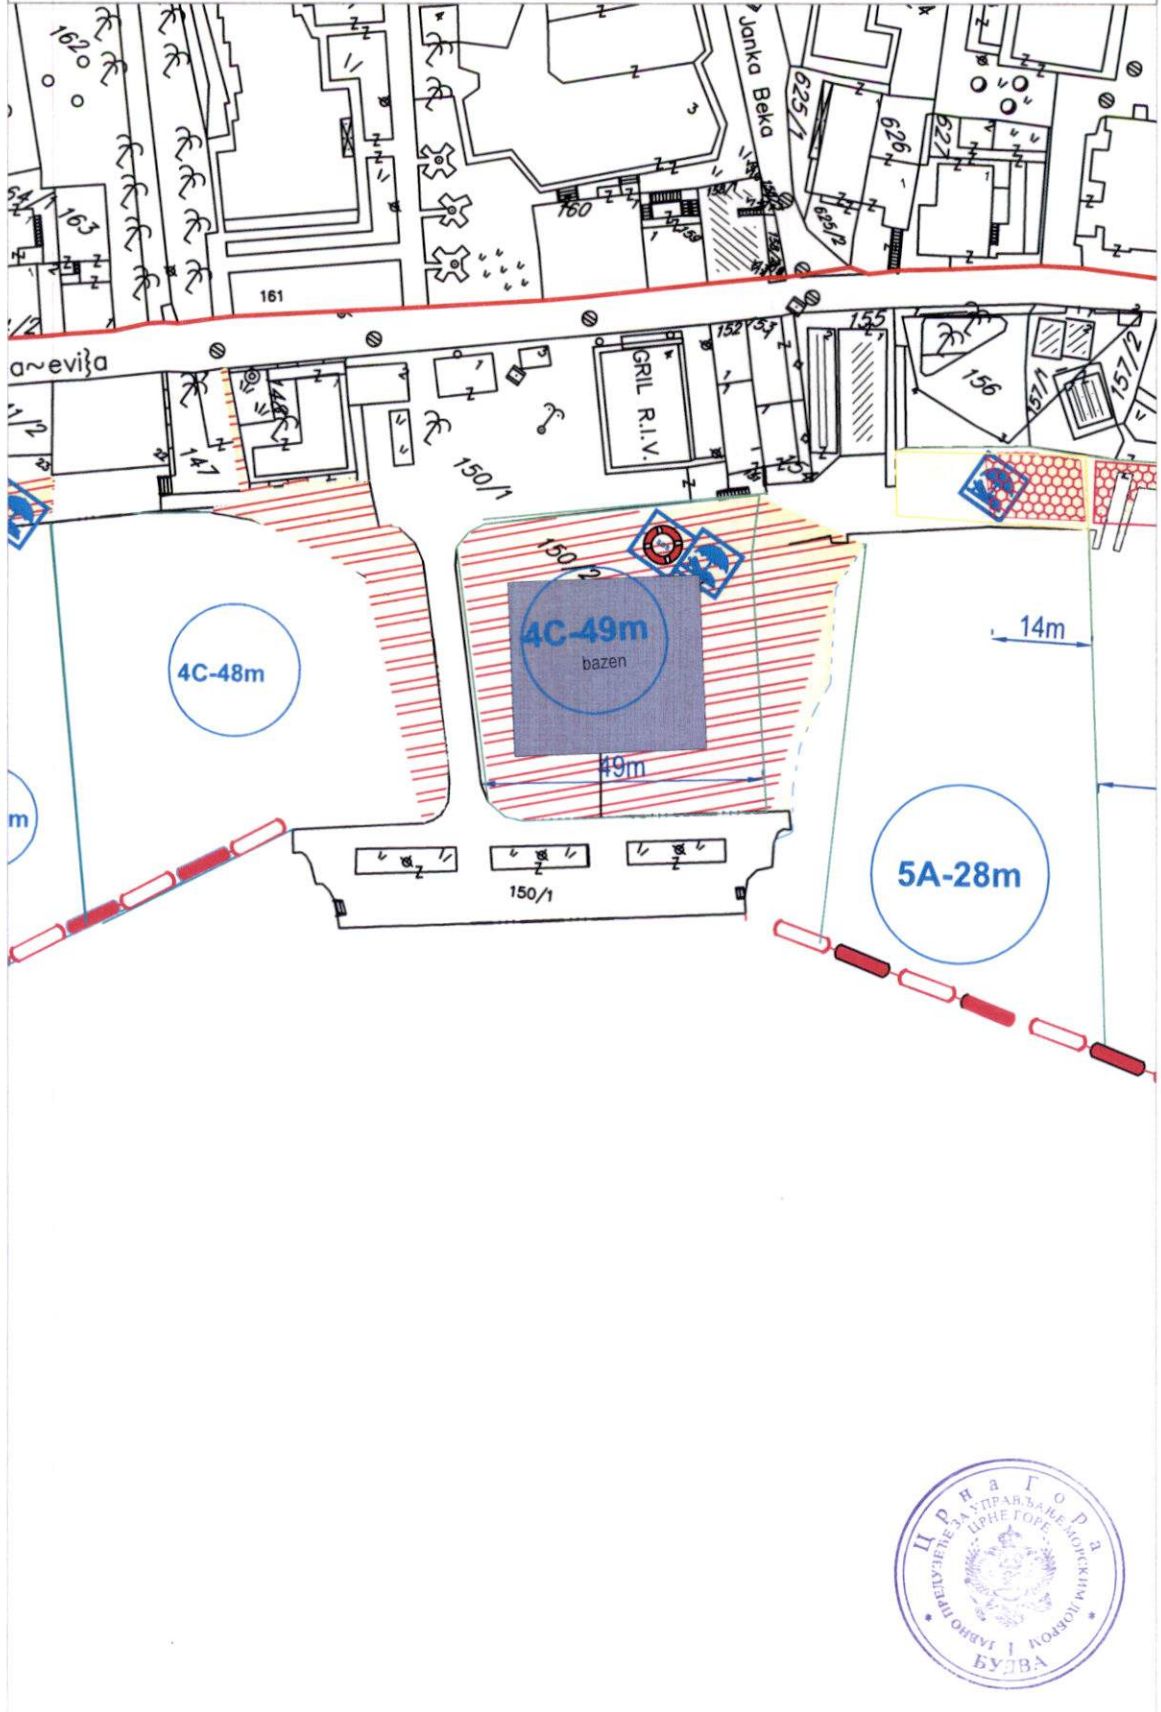 162
Janka Beka
3
625/1
626
627
163
160
159
625/2
161
a~evi}a
152
153
155
156
157/1
157/2
GRIL R.I.V.
147
150/1
150/2
4C-49m
bazen
14m
4C-48m
49m
m
5A-28m
150/1
Црна Гора
ЈАВНО ПРЕДУЗЕЋЕ ЗА УПРАВЉАЊЕ МОРСКИМ ДОБРОМ
ЦРНЕ ГОРЕ
1
БУДВА